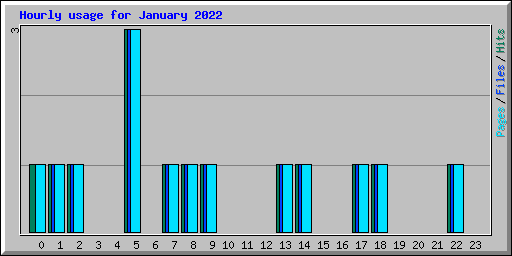 Hourly usage for January 2022
3
Pages/Files/Hits
0 1 2 3 4 5 6 7 8 9 10 11 12 13 14 15 16 17 18 19 20 21 22 23